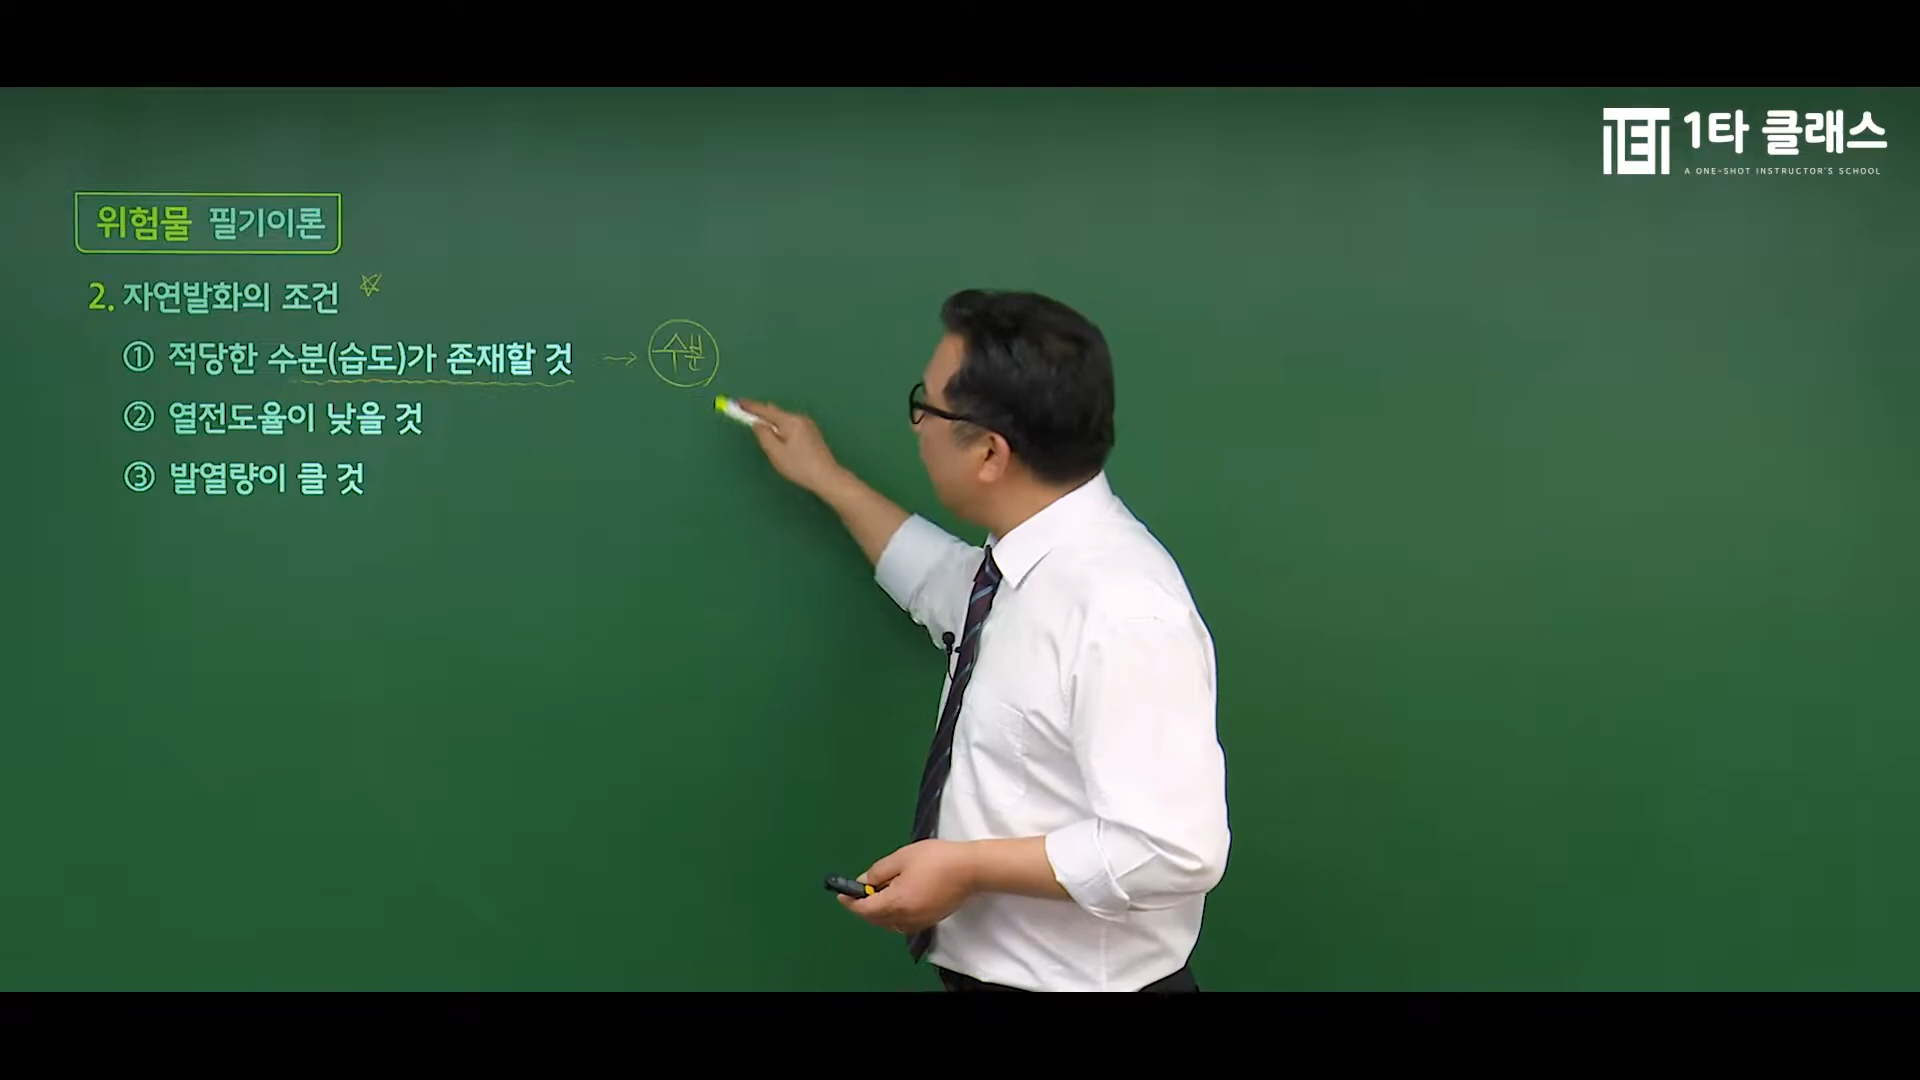 1타 클래스
A ONE-SHOT INSTRUCTOR'S SCHOOL
위험물 필기이론
2. 자연발화의 조건
① 적당한 수분(습도)가 존재할 것 → 수분
② 열전도율이 낮을 것
③ 발열량이 클 것